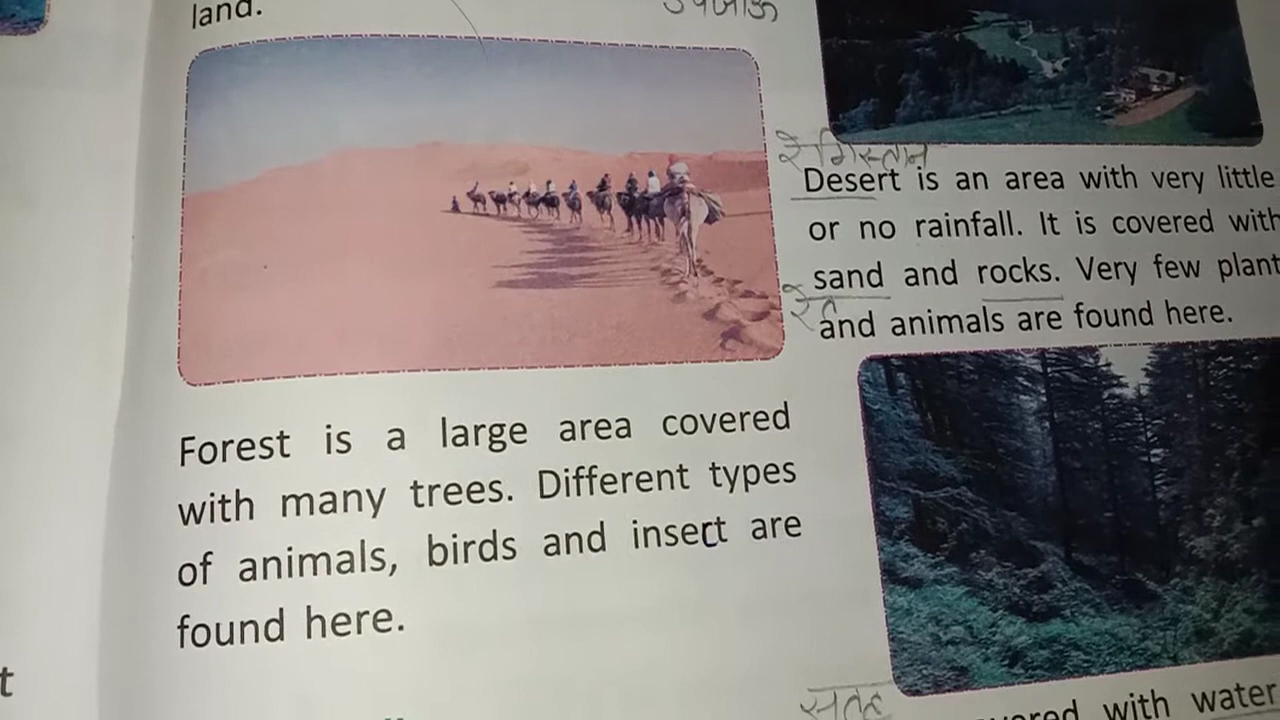 land.
उपजाऊ
रेगिस्तान
Desert is an area with very little
or no rainfall. It is covered with
sand and rocks. Very few plant
रेत
and animals are found here.
Forest is a large area covered
with many trees. Different types
of animals, birds and insect are
found here.
सतह
with water